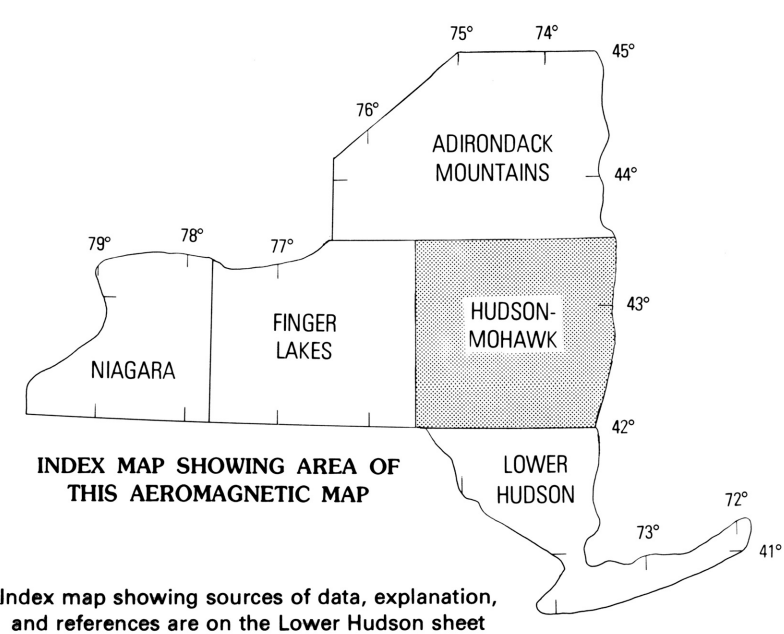 75° 74° 45°
76°
ADIRONDACK
MOUNTAINS
44°
79° 78° 77°
43°
HUDSON-
MOHAWK
FINGER
LAKES
NIAGARA
42°
INDEX MAP SHOWING AREA OF
THIS AEROMAGNETIC MAP
LOWER
HUDSON
72°
73°
41°
Index map showing sources of data, explanation,
and references are on the Lower Hudson sheet